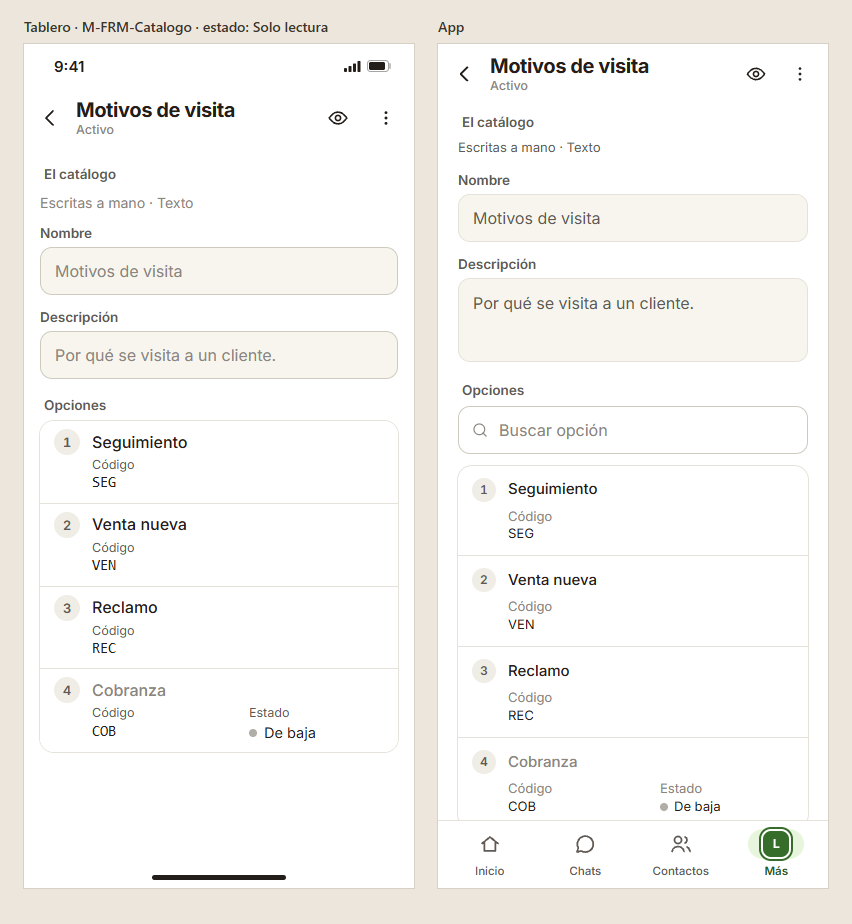 Tablero · M-FRM-Catalogo · estado: Solo lectura
9:41
Motivos de visita
Activo
El catálogo
Escritas a mano · Texto
Nombre
Motivos de visita
Descripción
Por qué se visita a un cliente.
Opciones
1 Seguimiento
Código
SEG
2 Venta nueva
Código
VEN
3 Reclamo
Código
REC
4 Cobranza
Código Estado
COB De baja
App
Motivos de visita
Activo
El catálogo
Escritas a mano · Texto
Nombre
Motivos de visita
Descripción
Por qué se visita a un cliente.
Opciones
Buscar opción
1 Seguimiento
Código
SEG
2 Venta nueva
Código
VEN
3 Reclamo
Código
REC
4 Cobranza
Código Estado
COB De baja
L
Inicio Chats Contactos Más